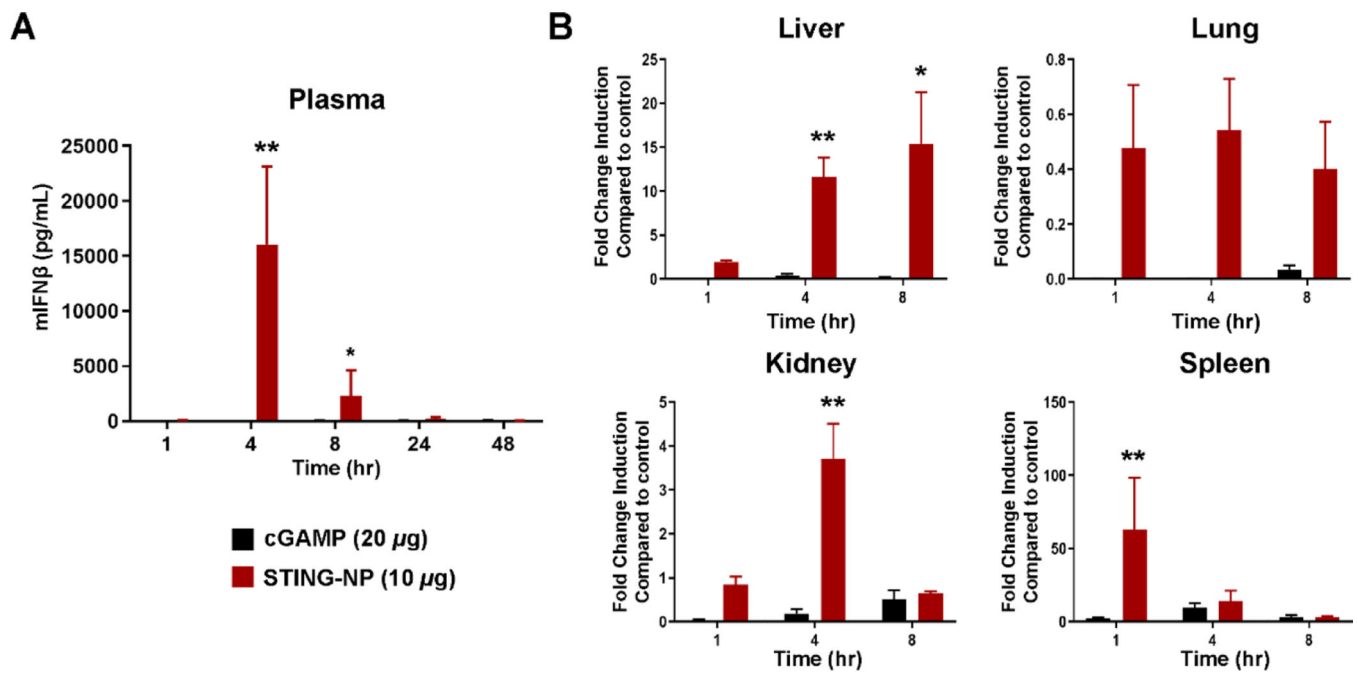 A
Plasma
mIFNβ (pg/mL)
25000
20000
15000
10000
5000
0
**
*
1 4 8 24 48
Time (hr)
cGAMP (20 µg)
STING-NP (10 µg)
B
Liver
Fold Change Induction
Compared to control
25
20
15
10
5
0
**
*
1 4 8
Time (hr)
Lung
Fold Change Induction
Compared to control
0.8
0.6
0.4
0.2
0.0
1 4 8
Time (hr)
Kidney
Fold Change Induction
Compared to control
5
4
3
2
1
0
**
1 4 8
Time (hr)
Spleen
Fold Change Induction
Compared to control
150
100
50
0
**
1 4 8
Time (hr)